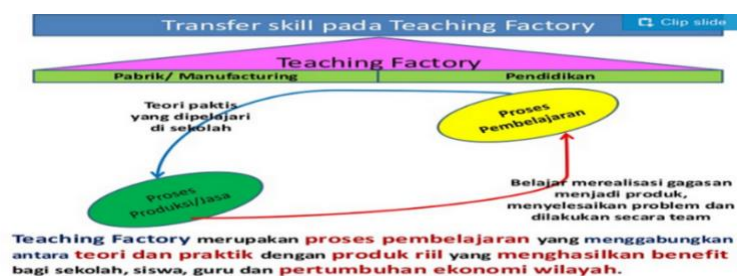 Transfer skill pada Teaching Factory
Clip slide
Teaching Factory
Pabrik/ Manufacturing
Pendidikan
Teori paktis
yang dipelajari
di sekolah
Proses
Pembelajaran
Proses
Produksi/Jasa
Belajar merealisasi gagasan
menjadi produk,
menyelesaikan problem dan
dilakukan secara team
Teaching Factory merupakan proses pembelajaran yang menggabungkan
antara teori dan praktik dengan produk riil yang menghasilkan benefit
bagi sekolah, siswa, guru dan pertumbuhan ekonomi wilayah.